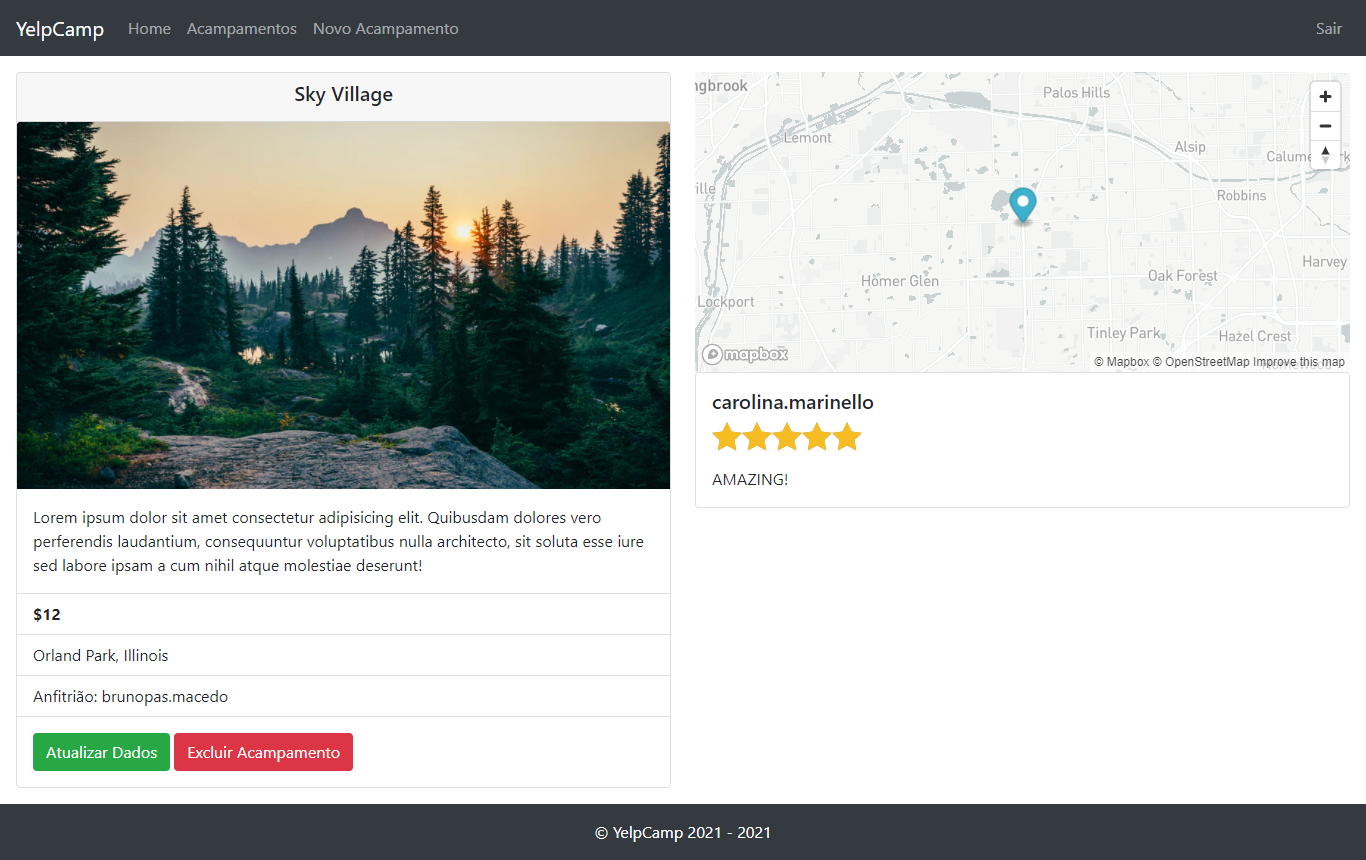 YelpCamp Home Acampamentos Novo Acampamento Sair
Sky Village
Lorem ipsum dolor sit amet consectetur adipisicing elit. Quibusdam dolores vero
perferendis laudantium, consequuntur voluptatibus nulla architecto, sit soluta esse iure
sed labore ipsam a cum nihil atque molestiae deserunt!
$12
Orland Park, Illinois
Anfitrião: brunopas.macedo
Atualizar Dados Excluir Acampamento
ngbrook
Palos Hills
Lemont
Alsip
Calume
ville
Robbins
Harvey
Homer Glen
Oak Forest
Lockport
Tinley Park
Hazel Crest
mapbox
© Mapbox © OpenStreetMap Improve this map
carolina.marinello
AMAZING!
© YelpCamp 2021 - 2021